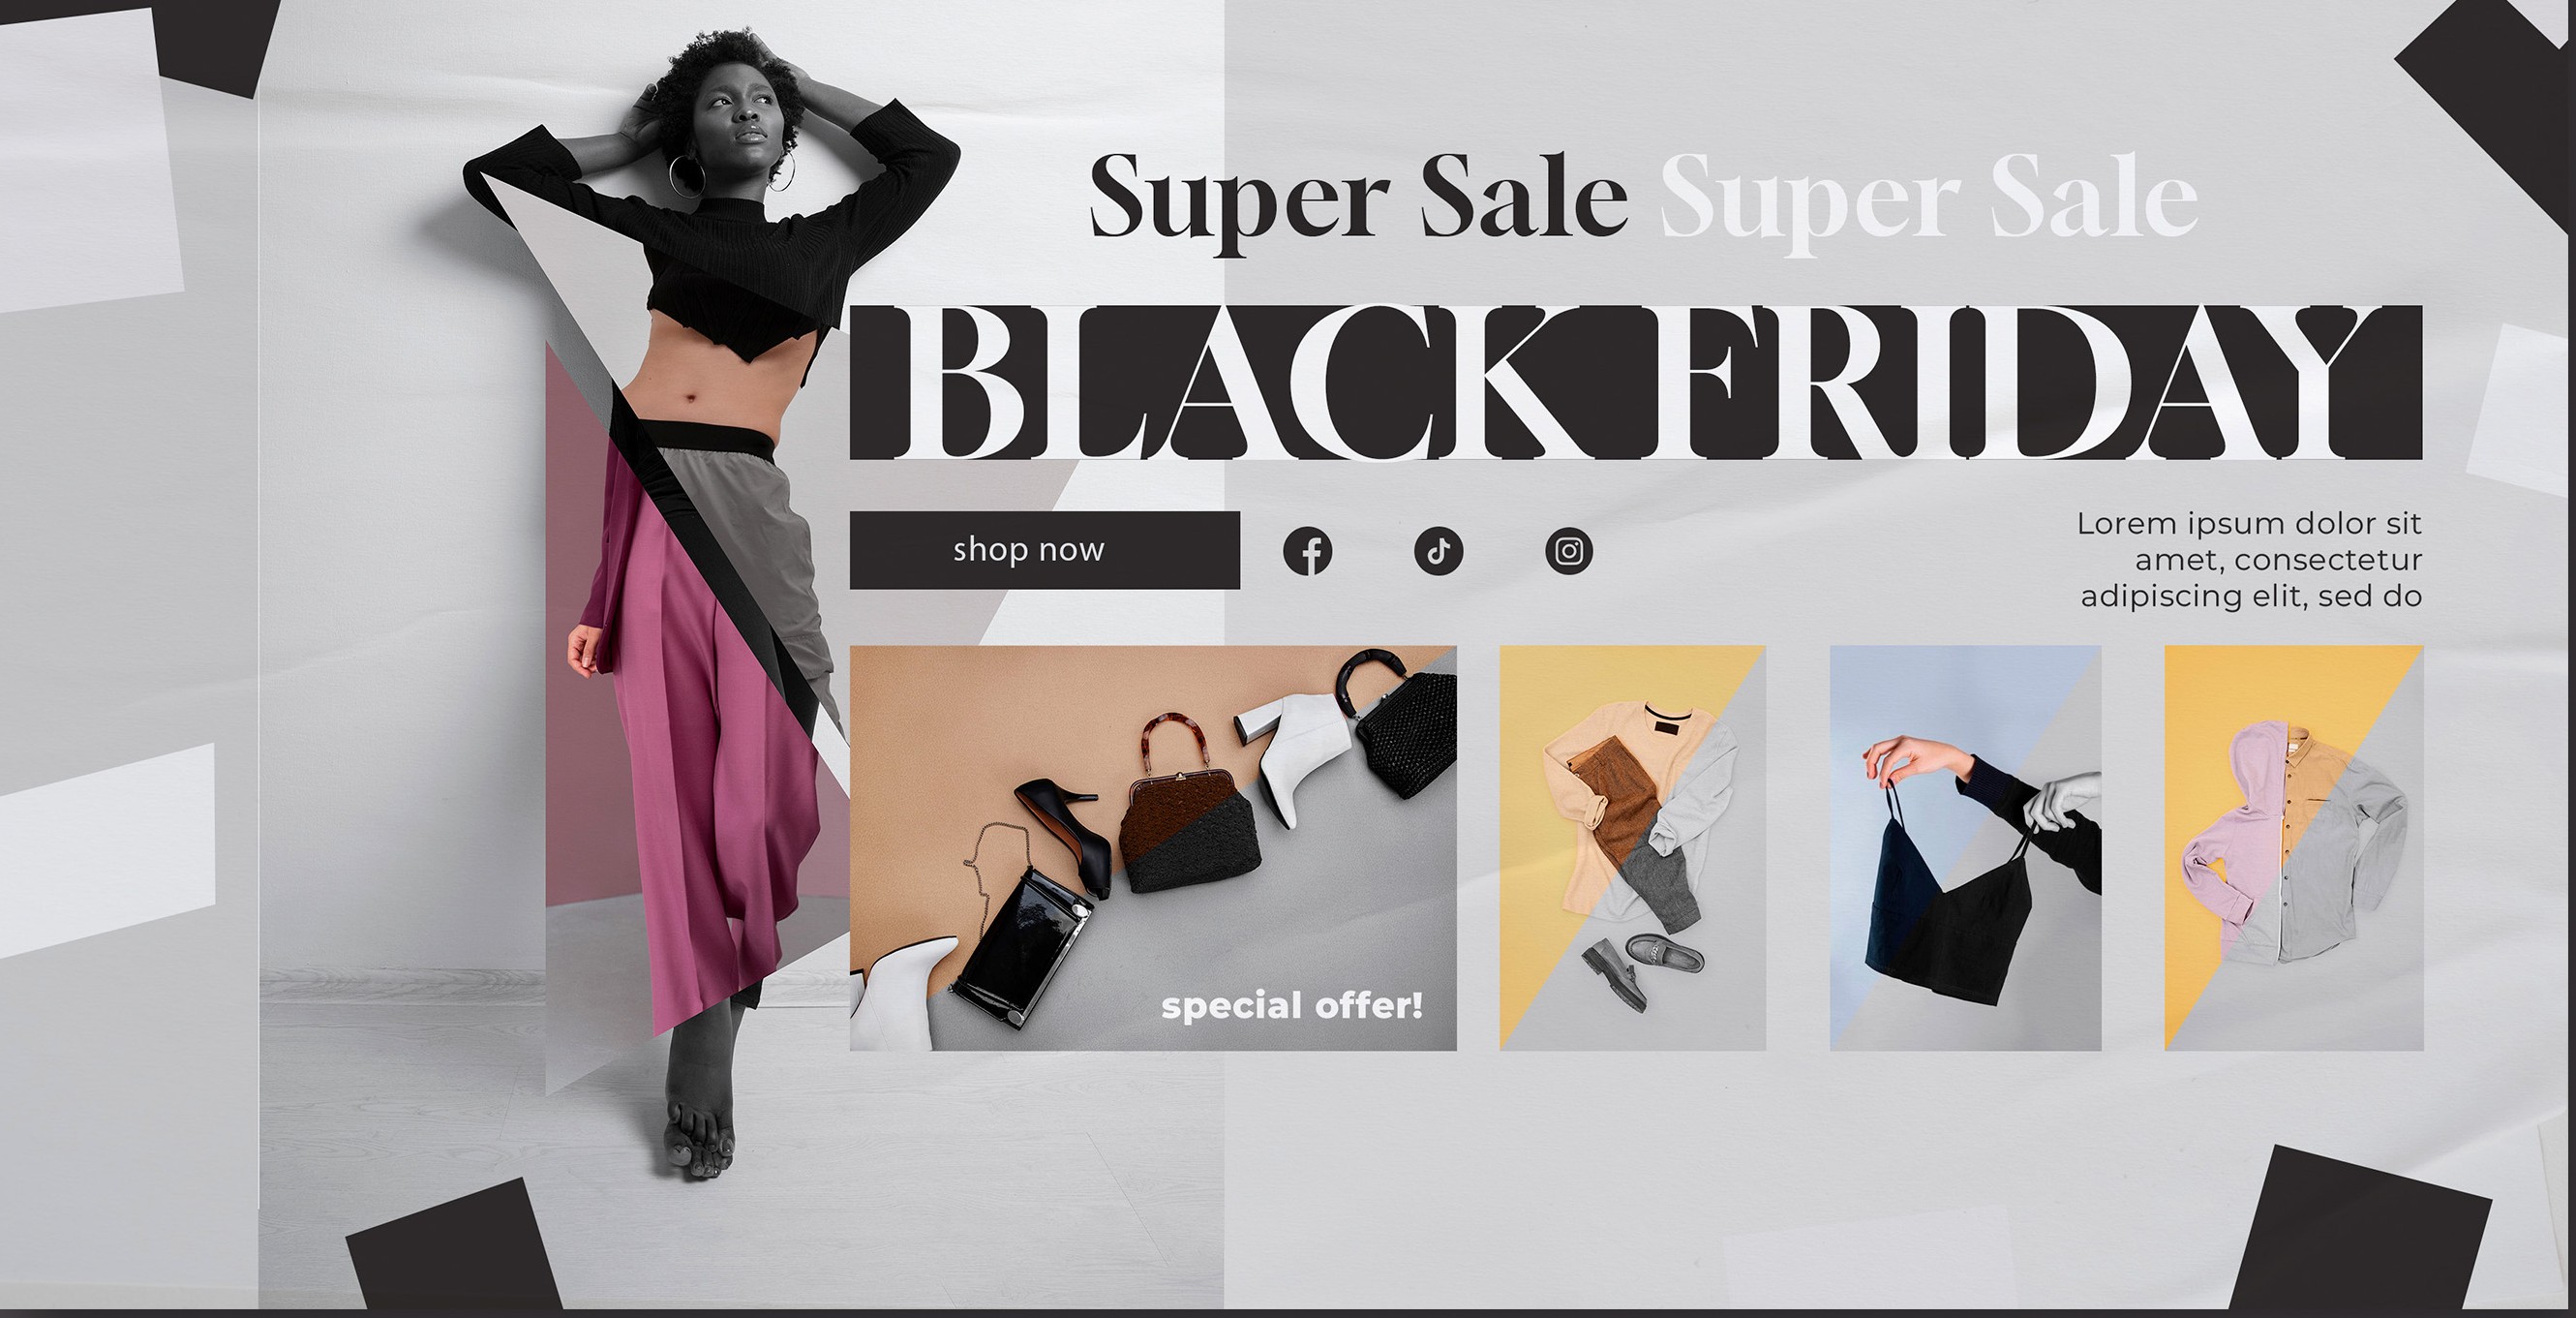 Super Sale Super Sale
BLACK FRIDAY
shop now
Lorem ipsum dolor sit
amet, consectetur
adipiscing elit, sed do
special offer!